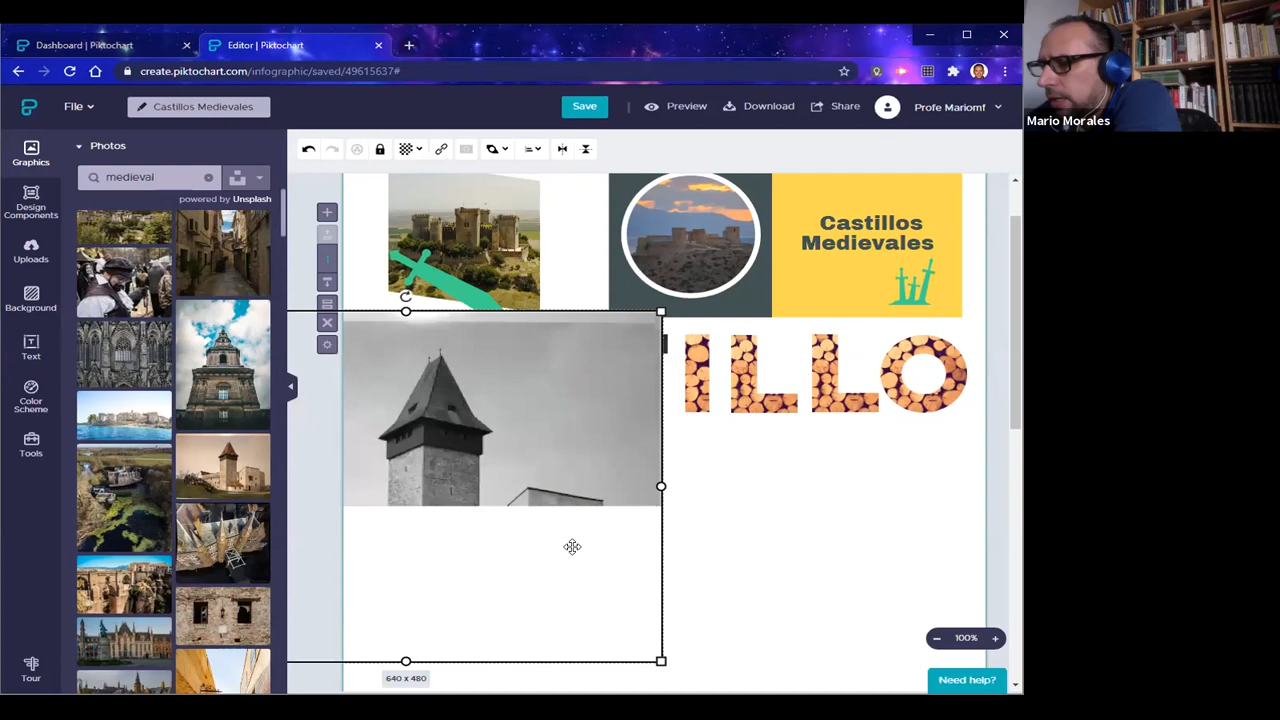 Dashboard | Piktochart
Editor | Piktochart
create.piktochart.com/infographic/saved/49615637#
File
Castillos Medievales
Save
Preview
Download
Share
Profe Mariomf
Mario Morales
Graphics
Photos
medieval
powered by Unsplash
Design
Components
Uploads
Background
Text
Color
Scheme
Tools
Tour
Castillos
Medievales
ILLO
640 x 480
100%
Need help?